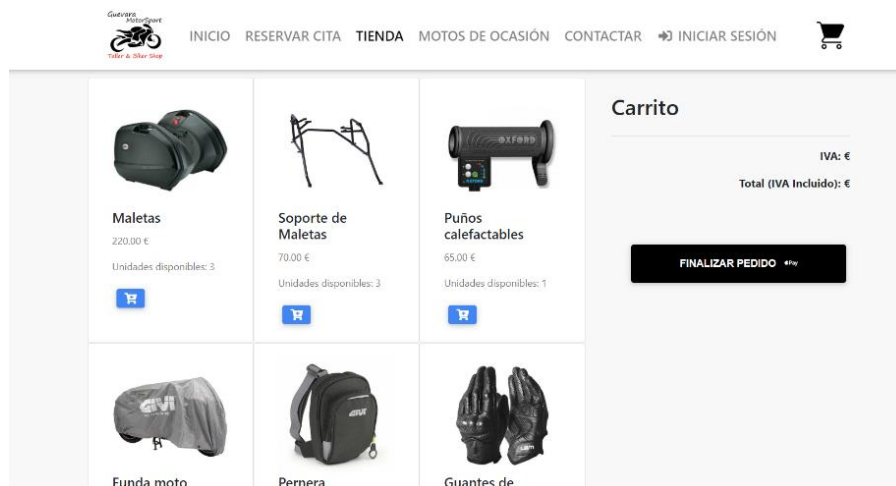 Guevara
MotorSport
Taller & Biker Shop
INICIO RESERVAR CITA TIENDA MOTOS DE OCASIÓN CONTACTAR INICIAR SESIÓN
Carrito
IVA: €
Total (IVA Incluido): €
FINALIZAR PEDIDO Pay
OXFORD
Maletas
220.00 €
Unidades disponibles: 3
Soporte de
Maletas
70.00 €
Unidades disponibles: 3
Puños
calefactables
65.00 €
Unidades disponibles: 1
GIVI
Funda moto
GIVI
Pernera
Guantes de